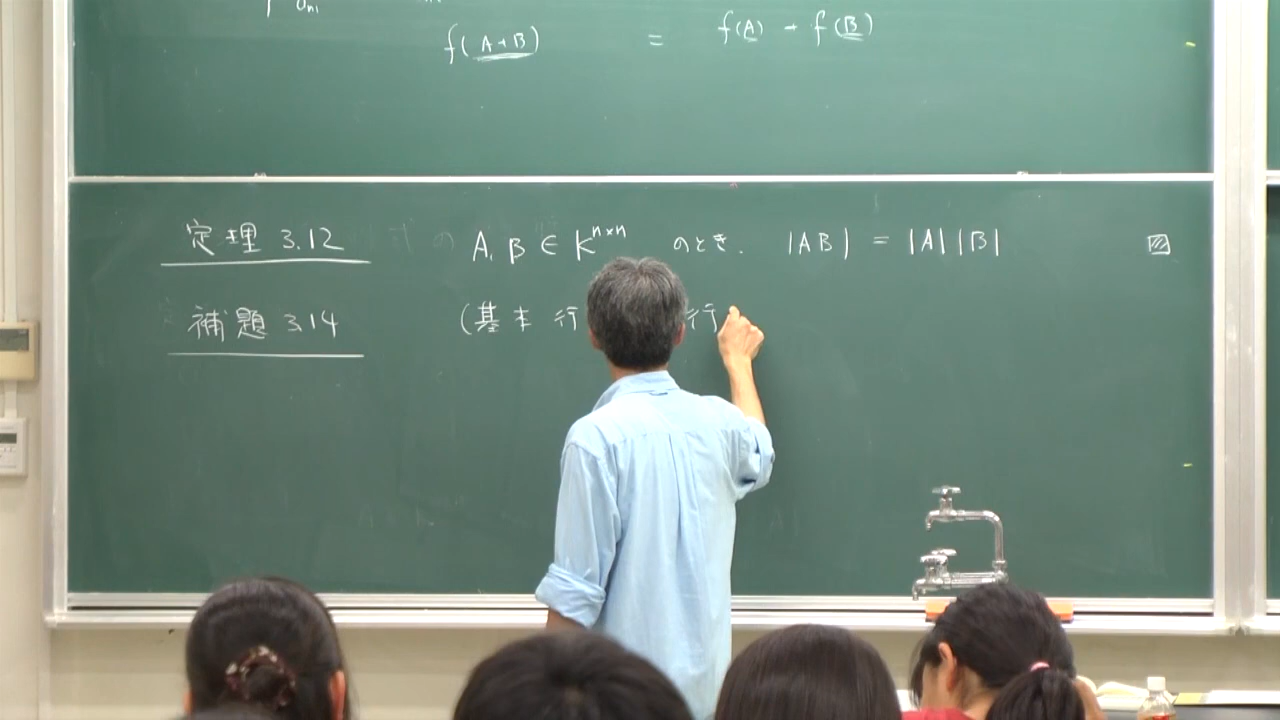 f(A+B) = f(A) + f(B)
定理 3.12 A, B ∈ K^{n×n} のとき. |AB| = |A||B| ▨
補題 3.14 (基本行 行